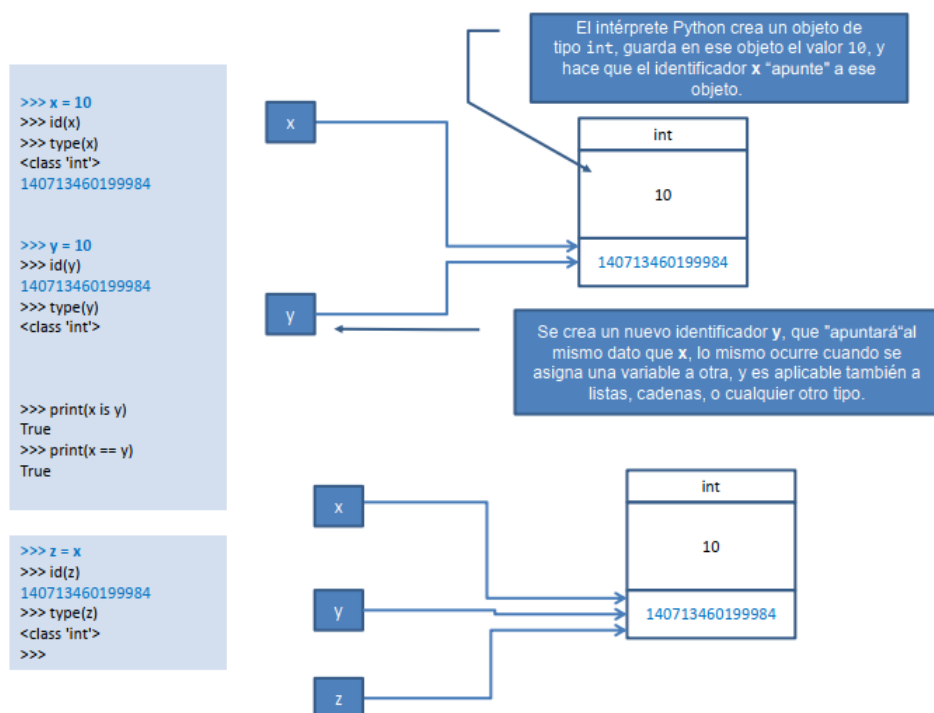 El intérprete Python crea un objeto de
tipo int, guarda en ese objeto el valor 10, y
hace que el identificador x “apunte” a ese
objeto.
>>> x = 10
>>> id(x)
>>> type(x)
<class 'int'>
140713460199984
>>> y = 10
>>> id(y)
140713460199984
>>> type(y)
<class 'int'>
>>> print(x is y)
True
>>> print(x == y)
True
x
y
int
10
140713460199984
Se crea un nuevo identificador y, que "apuntará“al
mismo dato que x, lo mismo ocurre cuando se
asigna una variable a otra, y es aplicable también a
listas, cadenas, o cualquier otro tipo.
>>> z = x
>>> id(z)
140713460199984
>>> type(z)
<class 'int'>
>>>
x
y
z
int
10
140713460199984